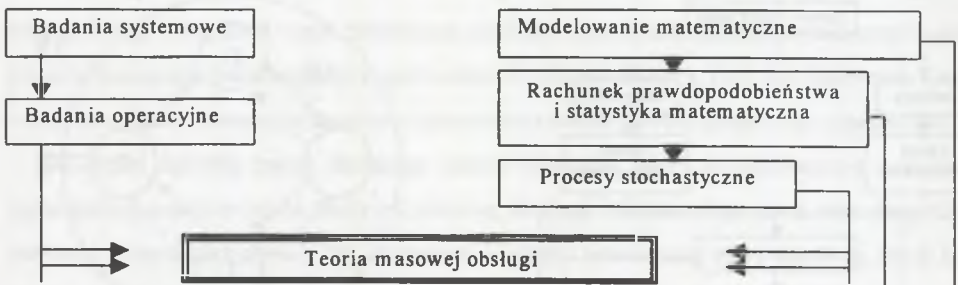 Badania systemowe
Badania operacyjne
Modelowanie matematyczne
Rachunek prawdopodobieństwa
i statystyka matematyczna
Procesy stochastyczne
Teoria masowej obsługi